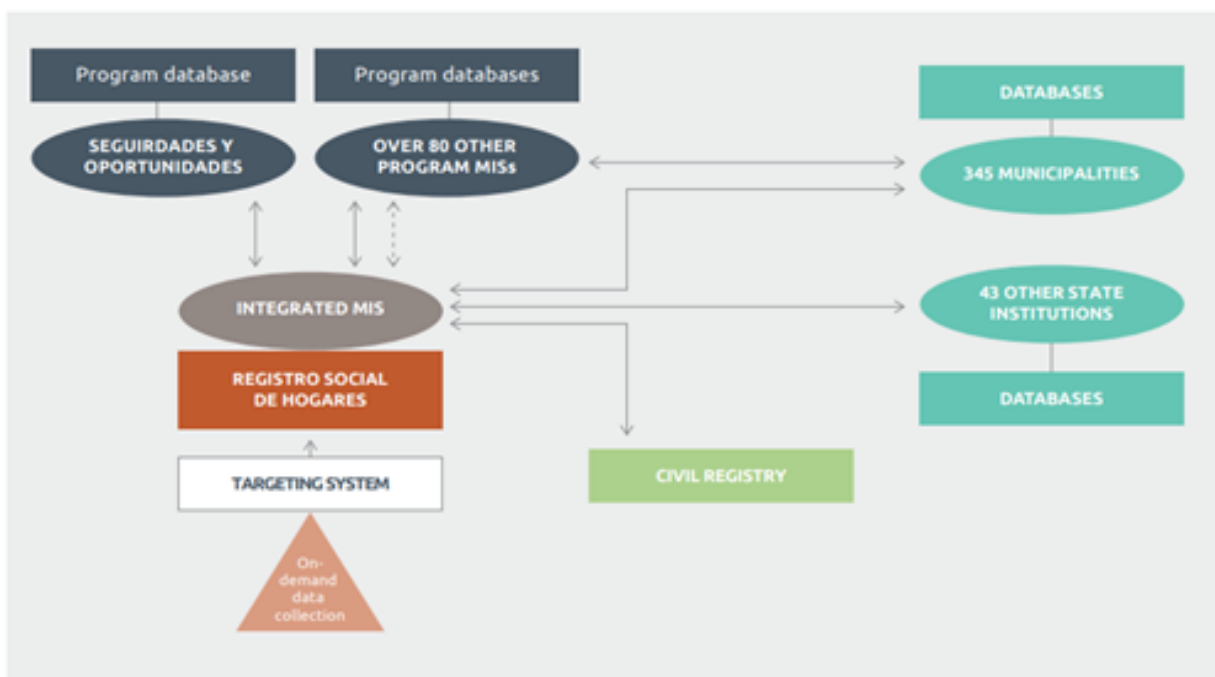 Program database
Program databases
SEGUIRDADES Y
OPORTUNIDADES
OVER 80 OTHER
PROGRAM MISs
DATABASES
345 MUNICIPALITIES
INTEGRATED MIS
43 OTHER STATE
INSTITUTIONS
REGISTRO SOCIAL
DE HOGARES
DATABASES
TARGETING SYSTEM
CIVIL REGISTRY
On-
demand
data
collection